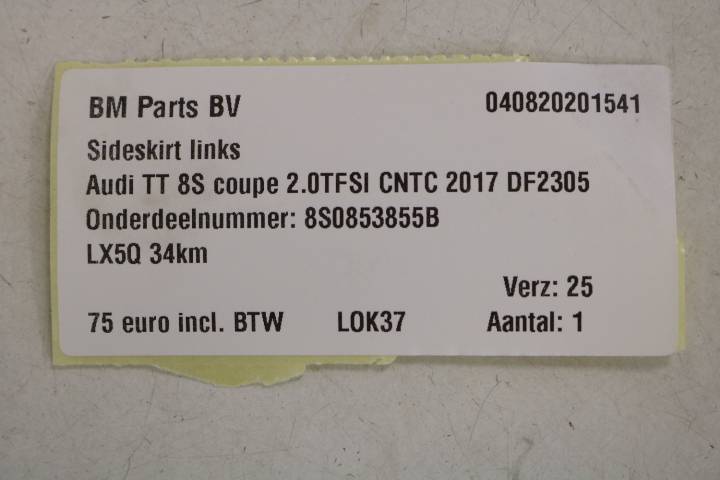 BM Parts BV 040820201541
Sideskirt links
Audi TT 8S coupe 2.0TFSI CNTC 2017 DF2305
Onderdeelnummer: 8S0853855B
LX5Q 34km
Verz: 25
75 euro incl. BTW LOK37 Aantal: 1